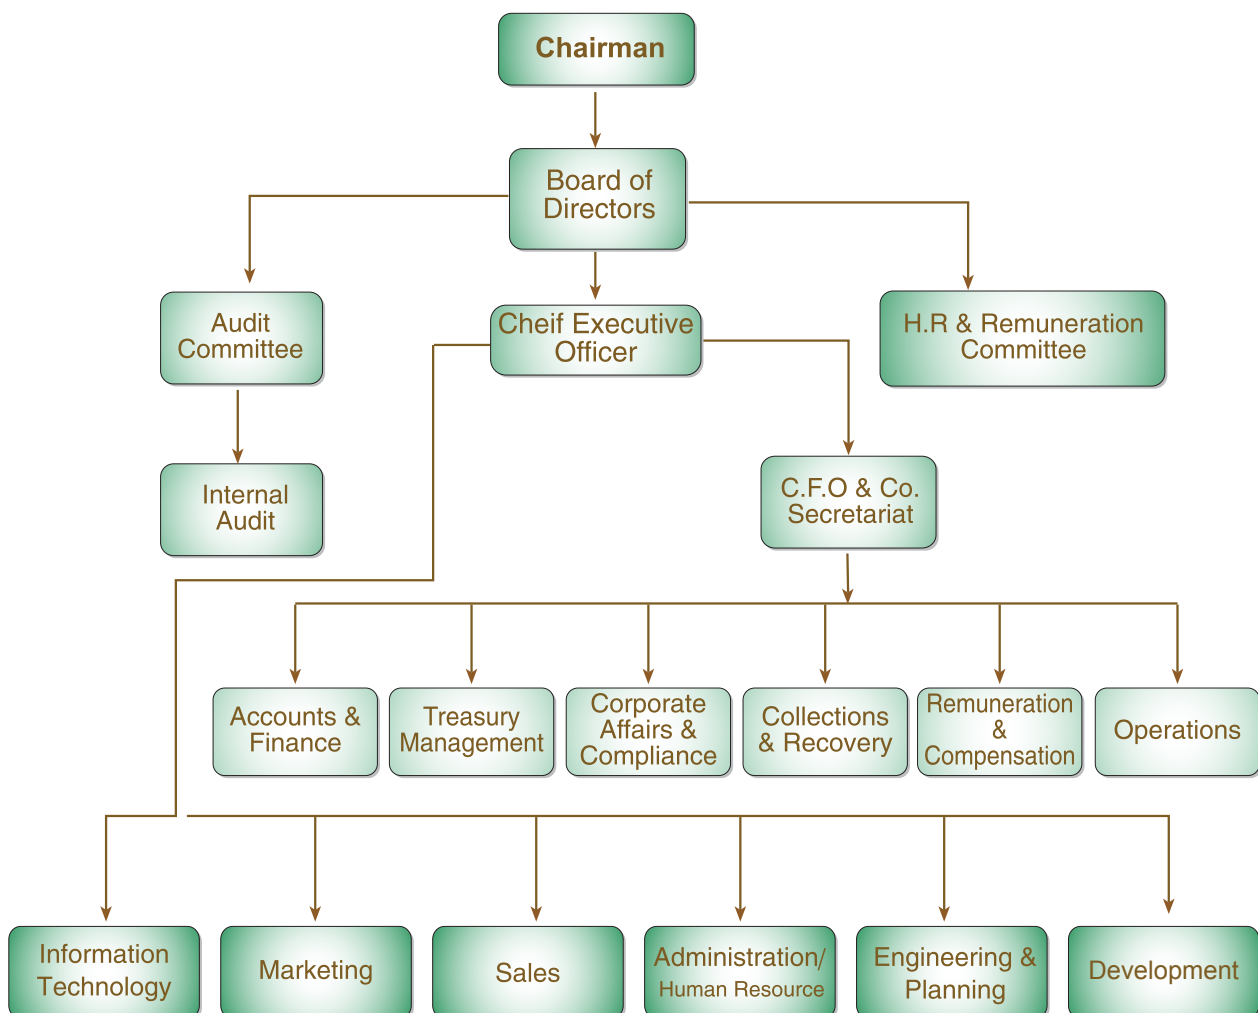 Chairman
Board of
Directors
Audit
Committee
Cheif Executive
Officer
H.R & Remuneration
Committee
Internal
Audit
C.F.O & Co.
Secretariat
Accounts &
Finance
Treasury
Management
Corporate
Affairs &
Compliance
Collections
& Recovery
Remuneration
&
Compensation
Operations
Information
Technology
Marketing
Sales
Administration/
Human Resource
Engineering &
Planning
Development